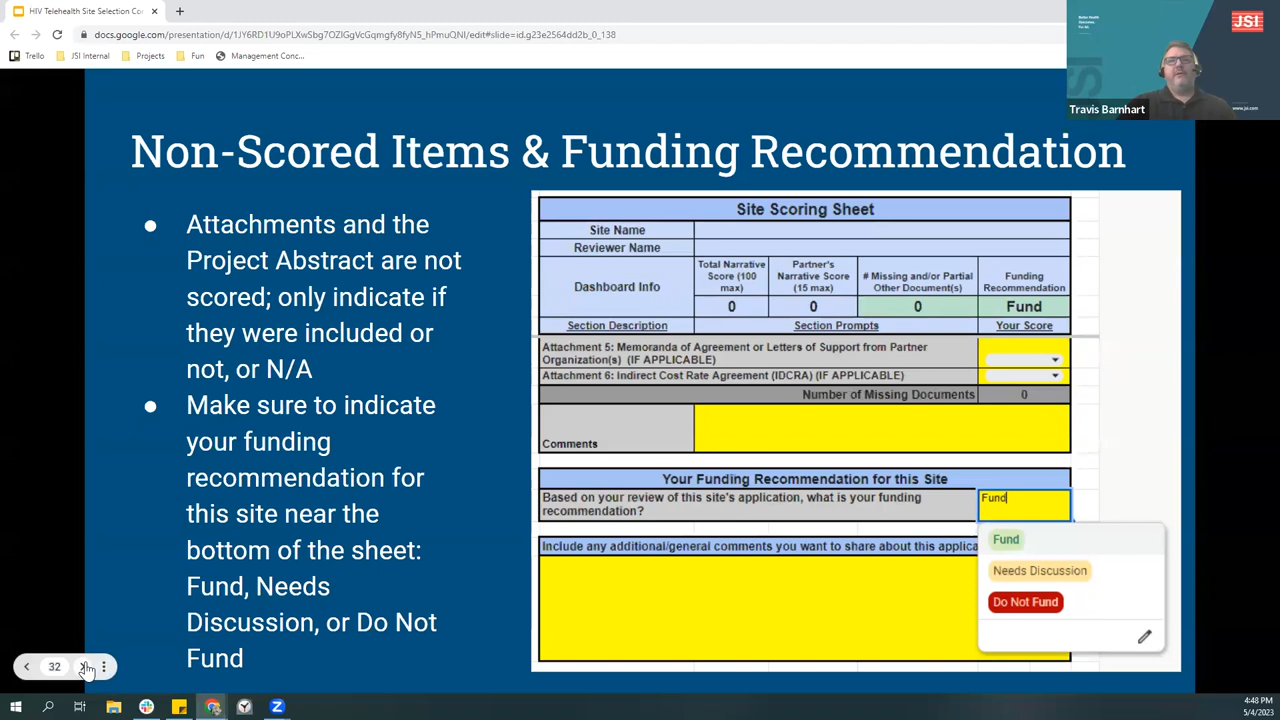 HIV Telehealth Site Selection Co
docs.google.com/presentation/d/1JY6RD1U9oPLXwSbg7OZIGgVcGqmKfy8fyN5_hPmuQNI/edit#slide=id.g23e2564dd2b_0_138
Trello
JSI Internal
Projects
Fun
Management Conc...
Better Health
Outcomes
For All.
JSI
www.jsi.com
Travis Barnhart
Non-Scored Items & Funding Recommendation
● Attachments and the
Project Abstract are not
scored; only indicate if
they were included or
not, or N/A
● Make sure to indicate
your funding
recommendation for
this site near the
bottom of the sheet:
Fund, Needs
Discussion, or Do Not
Fund
Site Scoring Sheet
Site Name
Reviewer Name
Dashboard Info
Total Narrative
Score (100
max)
Partner's
Narrative Score
(15 max)
# Missing and/or Partial
Other Document(s)
Funding
Recommendation
0
0
0
Fund
Section Description
Section Prompts
Your Score
Attachment 5: Memoranda of Agreement or Letters of Support from Partner
Organization(s) (IF APPLICABLE)
Attachment 6: Indirect Cost Rate Agreement (IDCRA) (IF APPLICABLE)
Number of Missing Documents
0
Comments
Your Funding Recommendation for this Site
Based on your review of this site's application, what is your funding
recommendation?
Fund
Include any additional/general comments you want to share about this applica
Fund
Needs Discussion
Do Not Fund
32
4:48 PM
5/4/2023